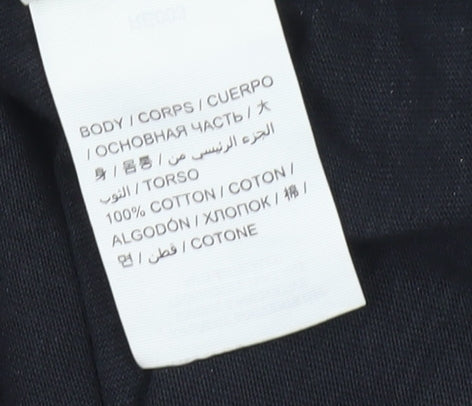 BODY / CORPS / CUERPO
/ ОСНОВНАЯ ЧАСТЬ / 大
身 / 몸통 / الجزء الرئيسي من
الثوب / TORSO
100% COTTON / COTON /
ALGODÓN / ХЛОПОК / 棉 /
면 / قطن / COTONE